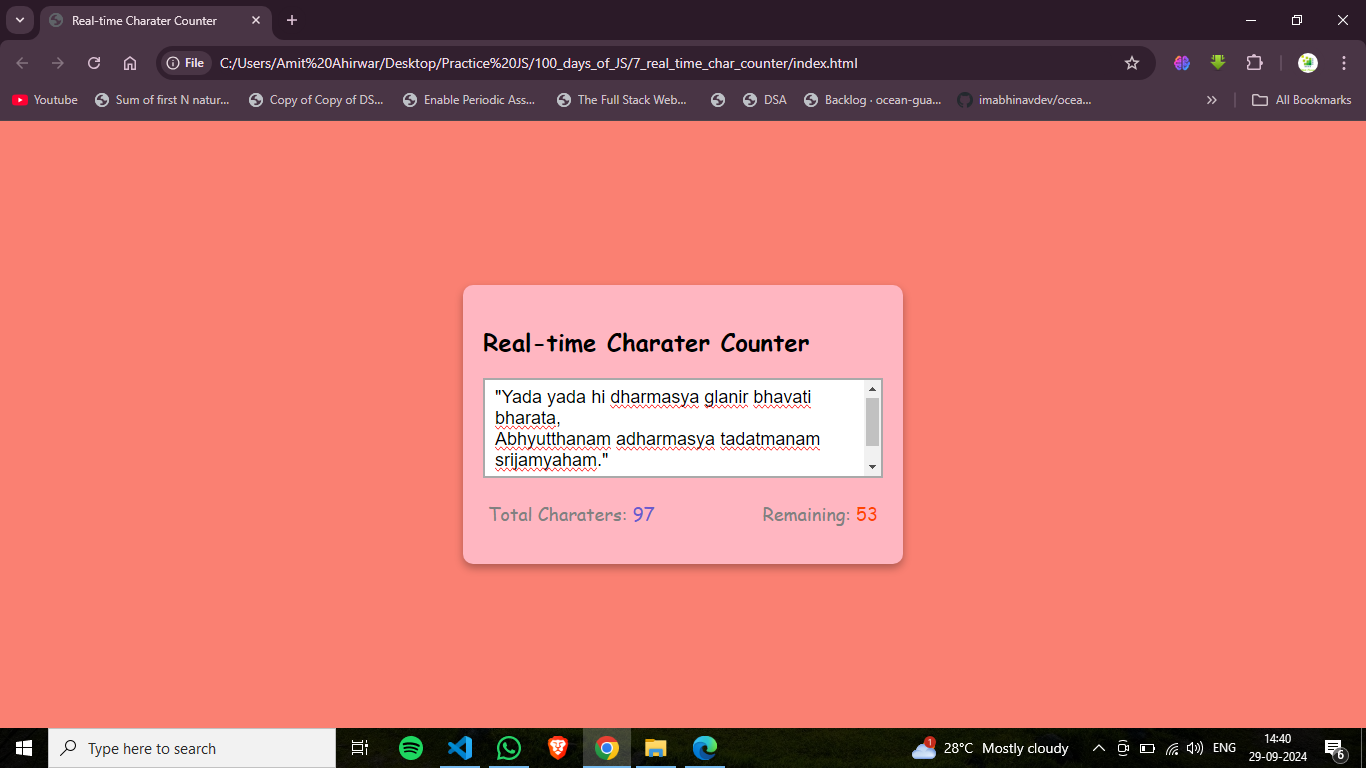 Real-time Charater Counter
File
C:/Users/Amit%20Ahirwar/Desktop/Practice%20JS/100_days_of_JS/7_real_time_char_counter/index.html
Youtube
Sum of first N natur...
Copy of Copy of DS...
Enable Periodic Ass...
The Full Stack Web...
DSA
Backlog · ocean-gua...
imabhinavdev/ocea...
All Bookmarks
Real-time Charater Counter
"Yada yada hi dharmasya glanir bhavati
bharata,
Abhyutthanam adharmasya tadatmanam
srijamyaham."
Total Charaters: 97
Remaining: 53
Type here to search
1
28°C Mostly cloudy
ENG
14:40
29-09-2024
6